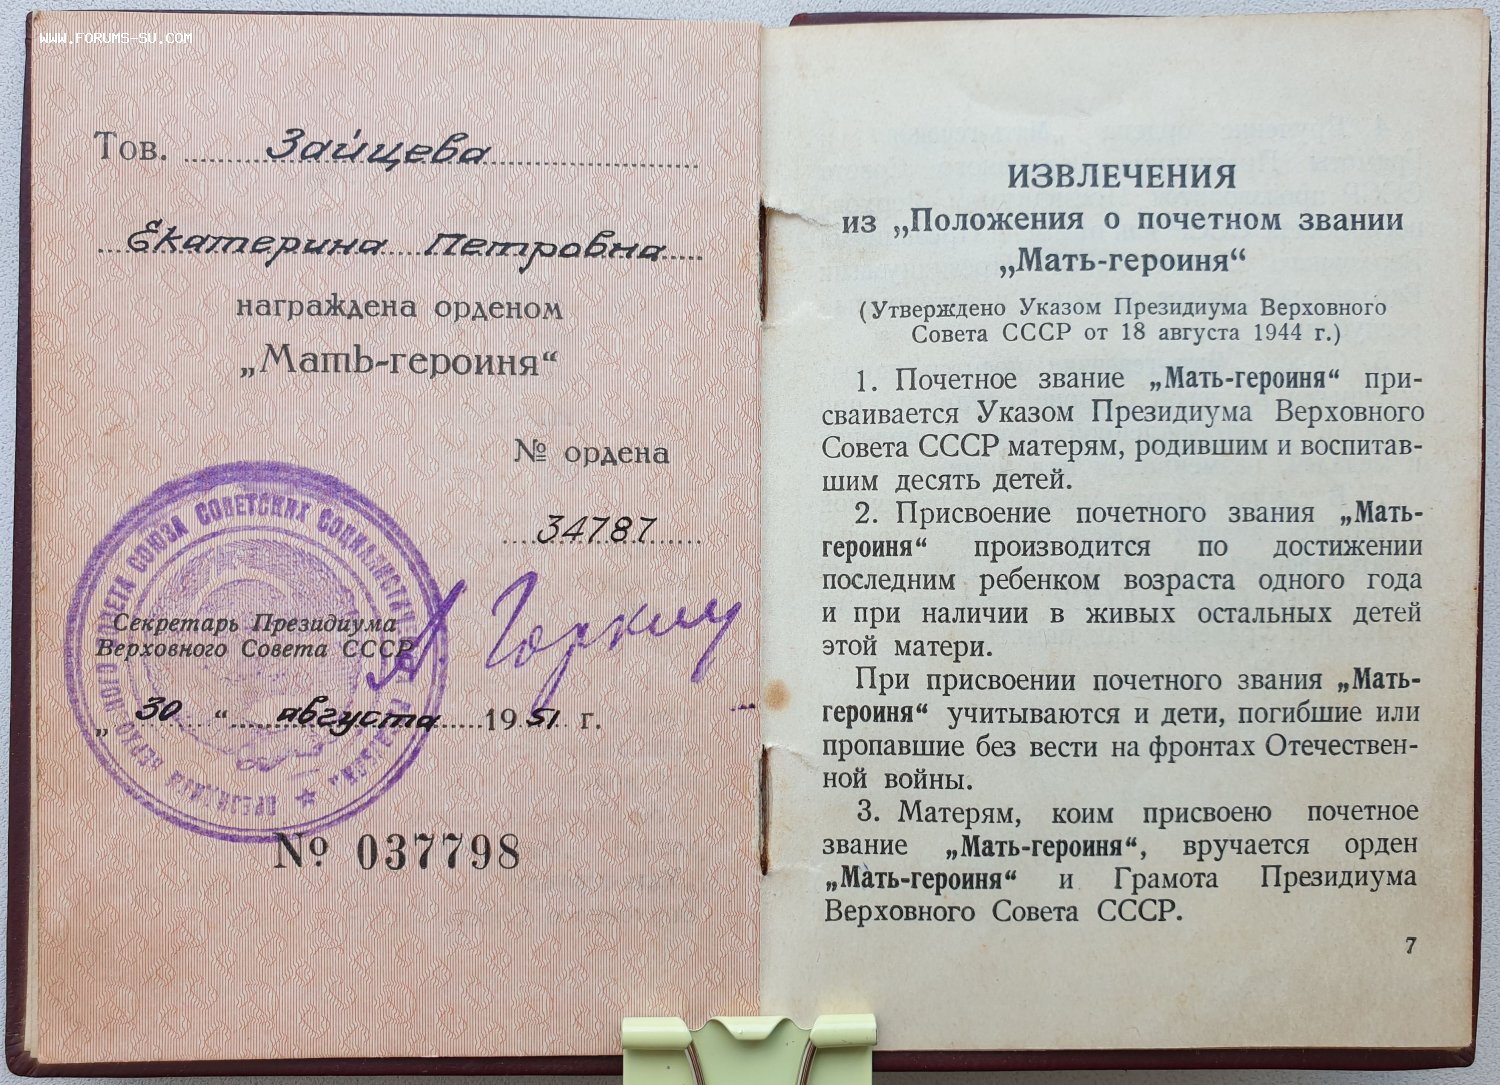 www.FORUMS-SU.COM
Тов. Зайцева
Екатерина Петровна
награждена орденом
„Мать-героиня“
№ ордена
34787
СОЮЗА СОВЕТСКИХ
Секретарь Президиума
Верховного Совета СССР
А Горкин
„ 30 “ августа 19 51 г.
№ 037798
ИЗВЛЕЧЕНИЯ
из „Положения о почетном звании
„Мать-героиня“
(Утверждено Указом Президиума Верховного
Совета СССР от 18 августа 1944 г.)
1. Почетное звание „Мать-героиня“ при-
сваивается Указом Президиума Верховного
Совета СССР матерям, родившим и воспитав-
шим десять детей.
2. Присвоение почетного звания „Мать-
героиня“ производится по достижении
последним ребенком возраста одного года
и при наличии в живых остальных детей
этой матери.
При присвоении почетного звания „Мать-
героиня“ учитываются и дети, погибшие или
пропавшие без вести на фронтах Отечествен-
ной войны.
3. Матерям, коим присвоено почетное
звание „Мать-героиня“, вручается орден
„Мать-героиня“ и Грамота Президиума
Верховного Совета СССР.
7